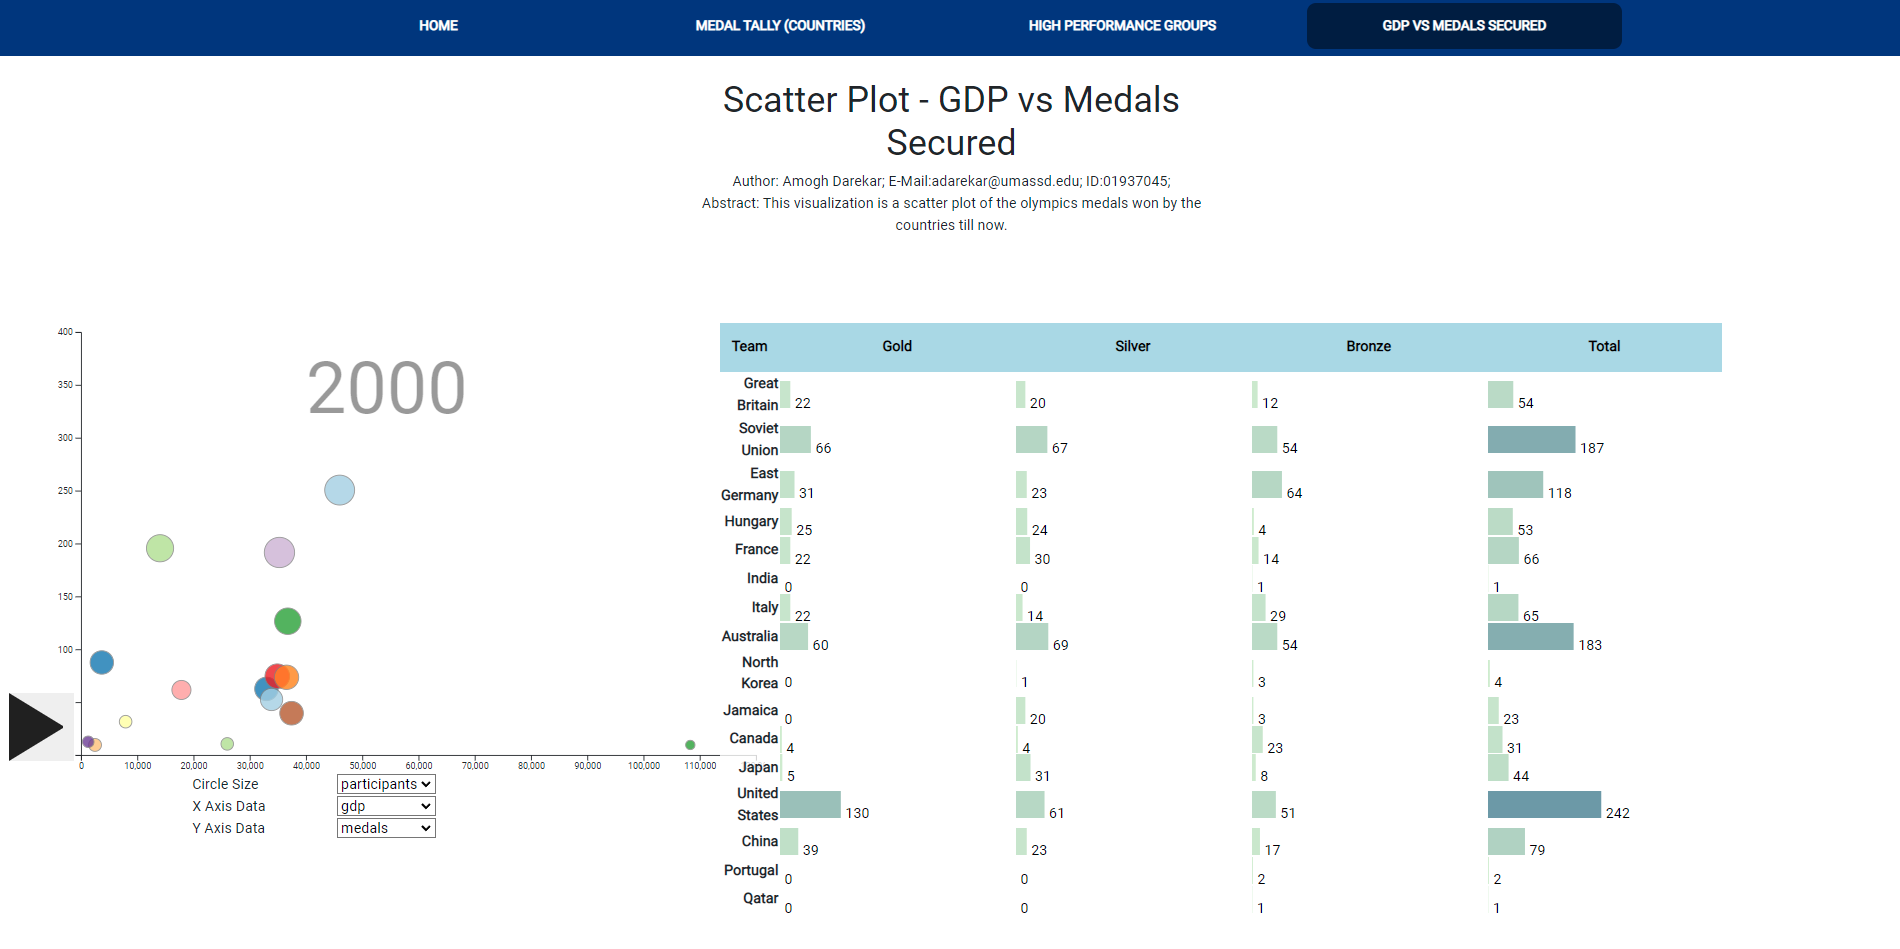 HOME MEDAL TALLY (COUNTRIES) HIGH PERFORMANCE GROUPS GDP VS MEDALS SECURED
Scatter Plot - GDP vs Medals
Secured
Author: Amogh Darekar; E-Mail:adarekar@umassd.edu; ID:01937045;
Abstract: This visualization is a scatter plot of the olympics medals won by the
countries till now.
400
350
300
250
200
150
100
2000
0 10,000 20,000 30,000 40,000 50,000 60,000 70,000 80,000 90,000 100,000 110,000
Circle Size participants
X Axis Data gdp
Y Axis Data medals
Team Gold Silver Bronze Total
Great
Britain 22 20 12 54
Soviet
Union 66 67 54 187
East
Germany 31 23 64 118
Hungary 25 24 4 53
France 22 30 14 66
India 0 0 1 1
Italy 22 14 29 65
Australia 60 69 54 183
North
Korea 0 1 3 4
Jamaica 0 20 3 23
Canada 4 4 23 31
Japan 5 31 8 44
United
States 130 61 51 242
China 39 23 17 79
Portugal 0 0 2 2
Qatar 0 0 1 1